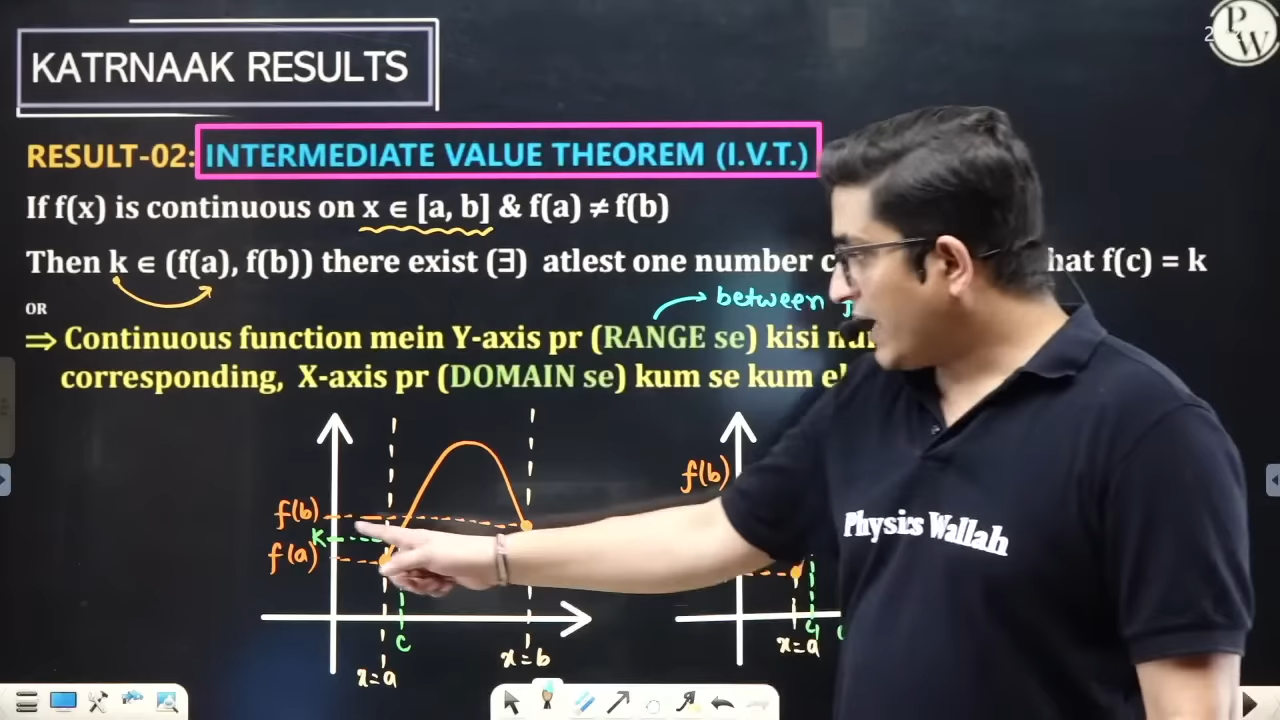 KATRNAAK RESULTS
PW
2
RESULT-02: INTERMEDIATE VALUE THEOREM (I.V.T.)
If f(x) is continuous on x ∈ [a, b] & f(a) ≠ f(b)
Then k ∈ (f(a), f(b)) there exist (∃) atlest one number c hat f(c) = k
OR
between
⇒ Continuous function mein Y-axis pr (RANGE se) kisi
corresponding, X-axis pr (DOMAIN se) kum se kum
f(b)
K
f(a)
c
x=a
x=b
f(b)
x=a
Physics Wallah